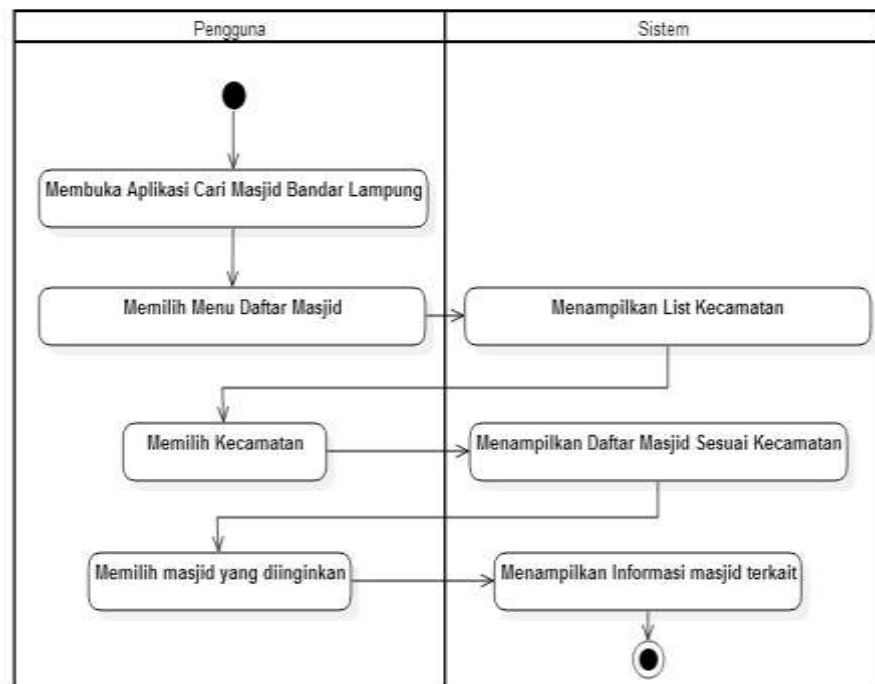 Pengguna
Sistem
Membuka Aplikasi Cari Masjid Bandar Lampung
Memilih Menu Daftar Masjid
Menampilkan List Kecamatan
Memilih Kecamatan
Menampilkan Daftar Masjid Sesuai Kecamatan
Memilih masjid yang diinginkan
Menampilkan Informasi masjid terkait